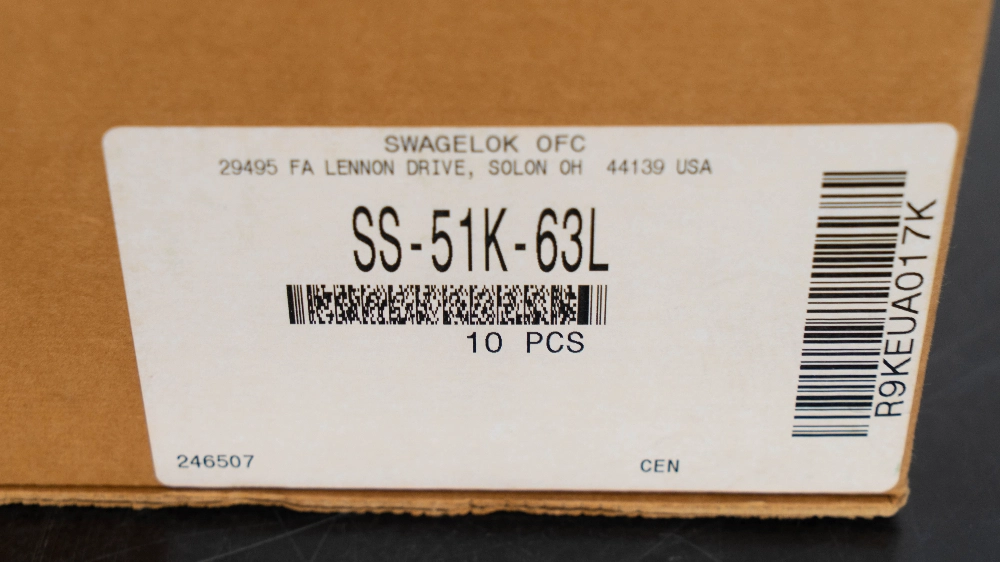 SWAGELOK OFC
29495 FA LENNON DRIVE, SOLON OH 44139 USA
SS-51K-63L
10 PCS
R9KEUA017K
246507
CEN